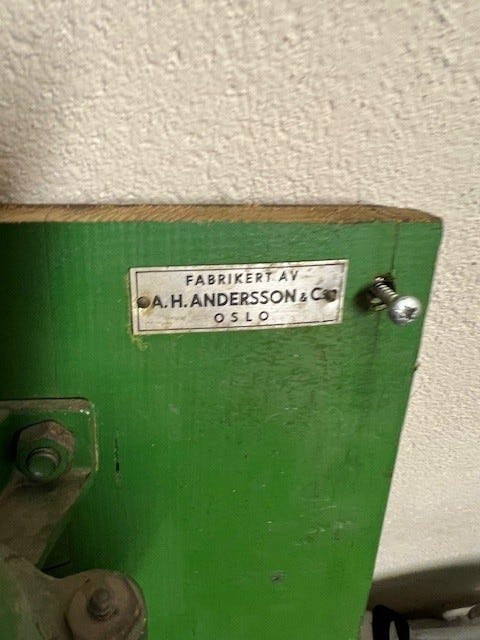 FABRIKERT AV
A.H. ANDERSSON & Co
OSLO